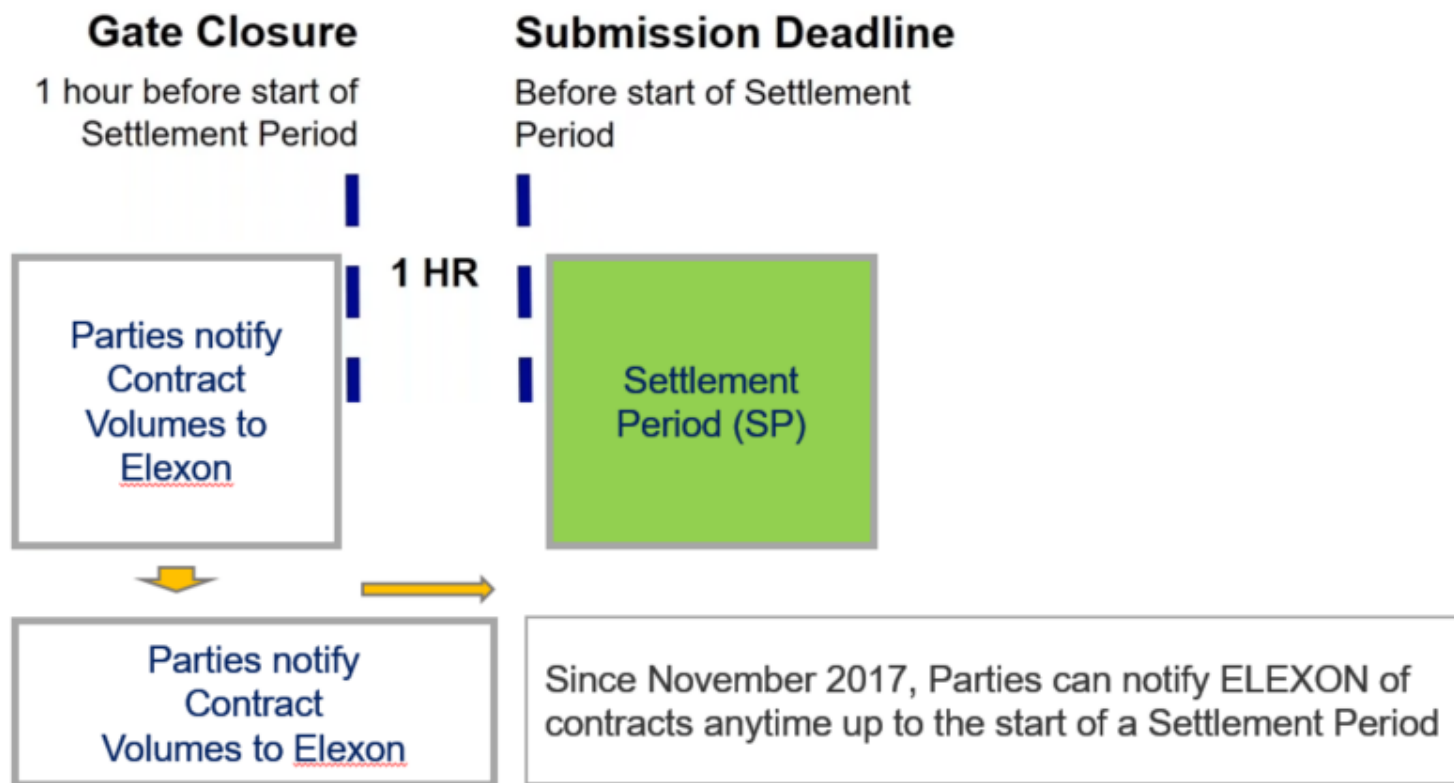 Gate Closure
1 hour before start of
Settlement Period
Submission Deadline
Before start of Settlement
Period
1 HR
Parties notify
Contract
Volumes to
Elexon
Settlement
Period (SP)
Parties notify
Contract
Volumes to Elexon
Since November 2017, Parties can notify ELEXON of
contracts anytime up to the start of a Settlement Period